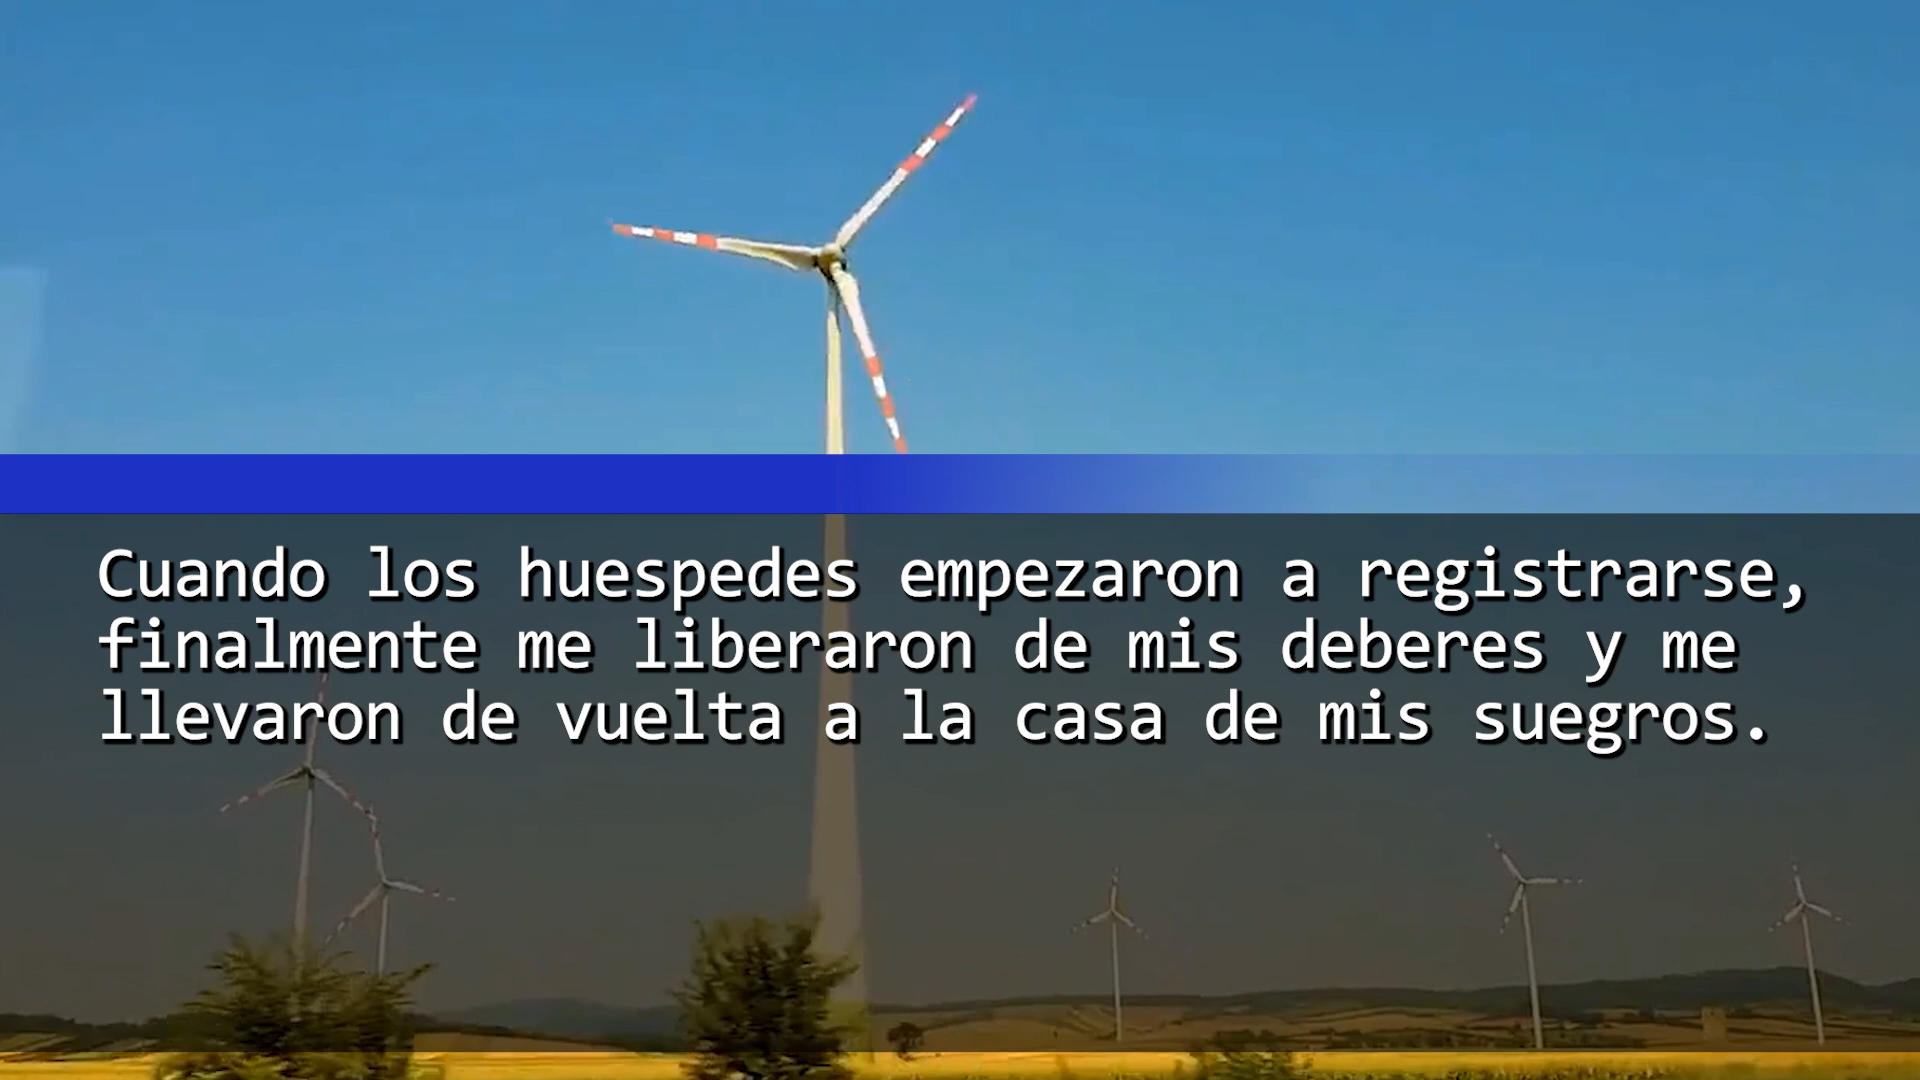 Cuando los huespedes empezaron a registrarse,
finalmente me liberaron de mis deberes y me
llevaron de vuelta a la casa de mis suegros.